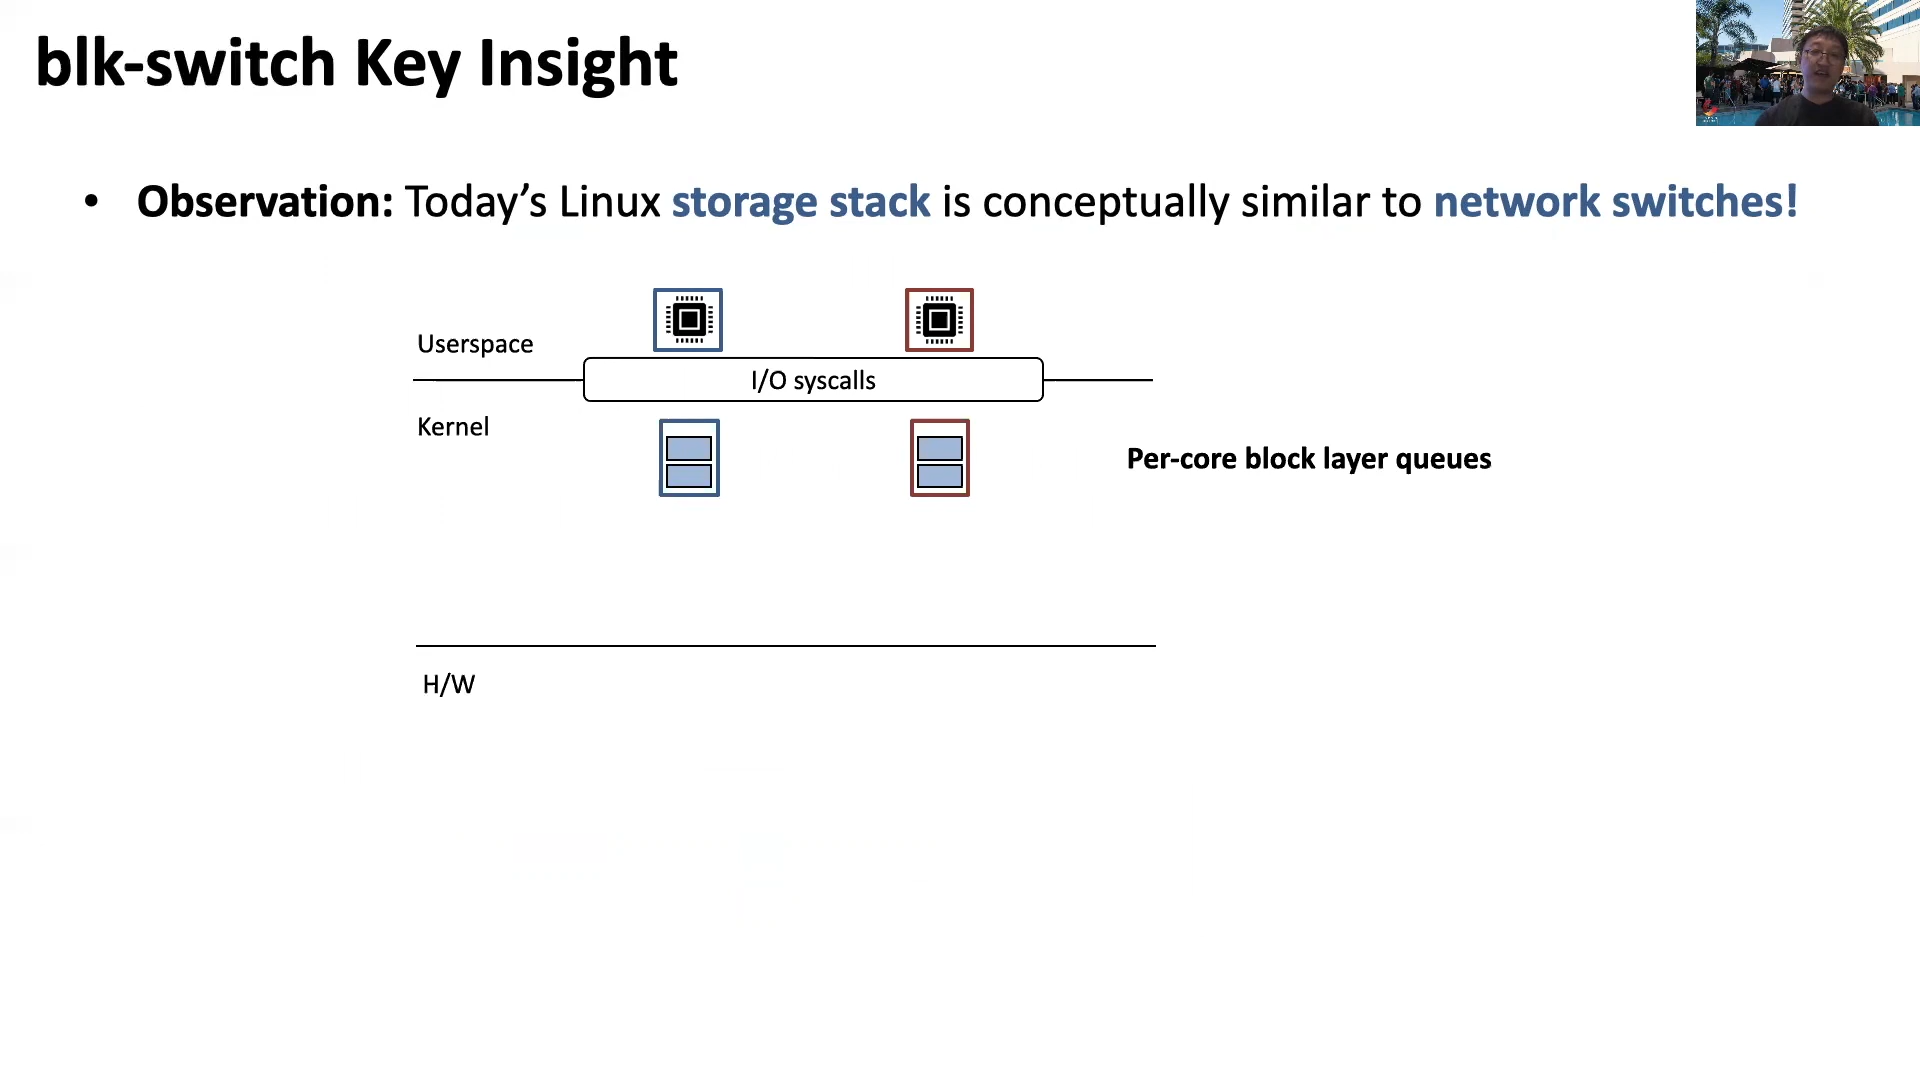 blk-switch Key Insight
• Observation: Today’s Linux storage stack is conceptually similar to network switches!
Userspace
I/O syscalls
Kernel
Per-core block layer queues
H/W